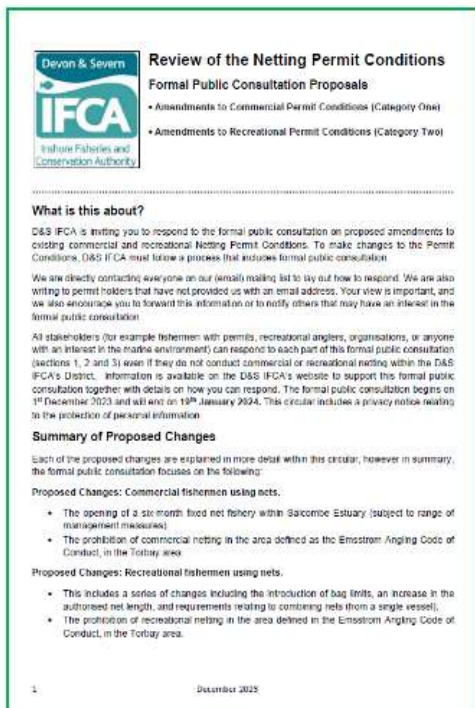 Devon & Severn
IFCA
Inshore Fisheries and
Conservation Authority
Review of the Netting Permit Conditions
Formal Public Consultation Proposals
• Amendments to Commercial Permit Conditions (Category One)
• Amendments to Recreational Permit Conditions (Category Two)
What is this about?
D&S IFCA is inviting you to respond to the formal public consultation on proposed amendments to
existing commercial and recreational Netting Permit Conditions. To make changes to the Permit
Conditions, D&S IFCA must follow a process that includes formal public consultation.
We are directly contacting everyone on our (email) mailing list to lay out how to respond. We are also
writing to permit holders that have not provided us with an email address. Your view is important, and
we also encourage you to forward this information or to notify others that may have an interest in the
formal public consultation.
All stakeholders (for example fishermen with permits, recreational anglers, organisations, or anyone
with an interest in the marine environment) can respond to each part of this formal public consultation
(sections 1, 2 and 3) even if they do not conduct commercial or recreational netting within the D&S
IFCA's District. Information is available on the D&S IFCA's website to support this formal public
consultation together with details on how you can respond. The formal public consultation begins on
1st December 2023 and will end on 19th January 2024. This circular includes a privacy notice relating
to the protection of personal information.
Summary of Proposed Changes
Each of the proposed changes are explained in more detail within this circular, however in summary,
the formal public consultation focuses on the following:
Proposed Changes: Commercial fishermen using nets.
• The opening of a six-month fixed net fishery within Salcombe Estuary (subject to range of
management measures)
• The prohibition of commercial netting in the area defined as the Emsstrom Angling Code of
Conduct, in the Torbay area.
Proposed Changes: Recreational fishermen using nets.
• This includes a series of changes including the introduction of bag limits, an increase in the
authorised net length, and requirements relating to combining nets (from a single vessel).
• The prohibition of recreational netting in the area defined in the Emsstrom Angling Code of
Conduct, in the Torbay area.
1 December 2023